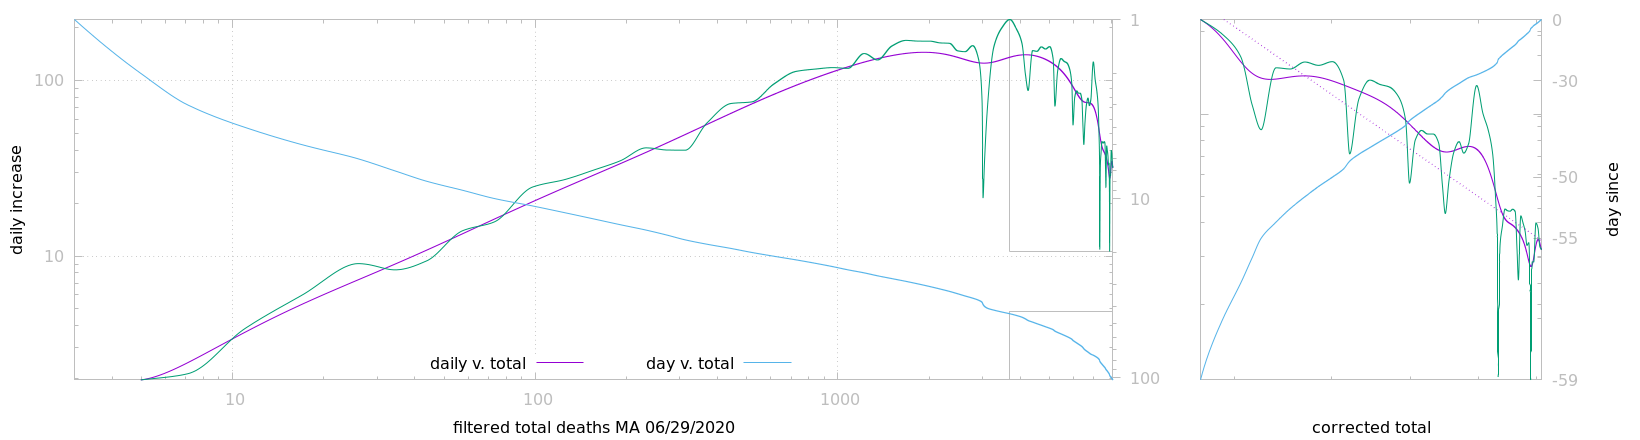 1
0
100
-30
daily increase
-50
10
day since
-55
10
daily v. total
day v. total
100
-59
10
100
1000
filtered total deaths MA 06/29/2020
corrected total